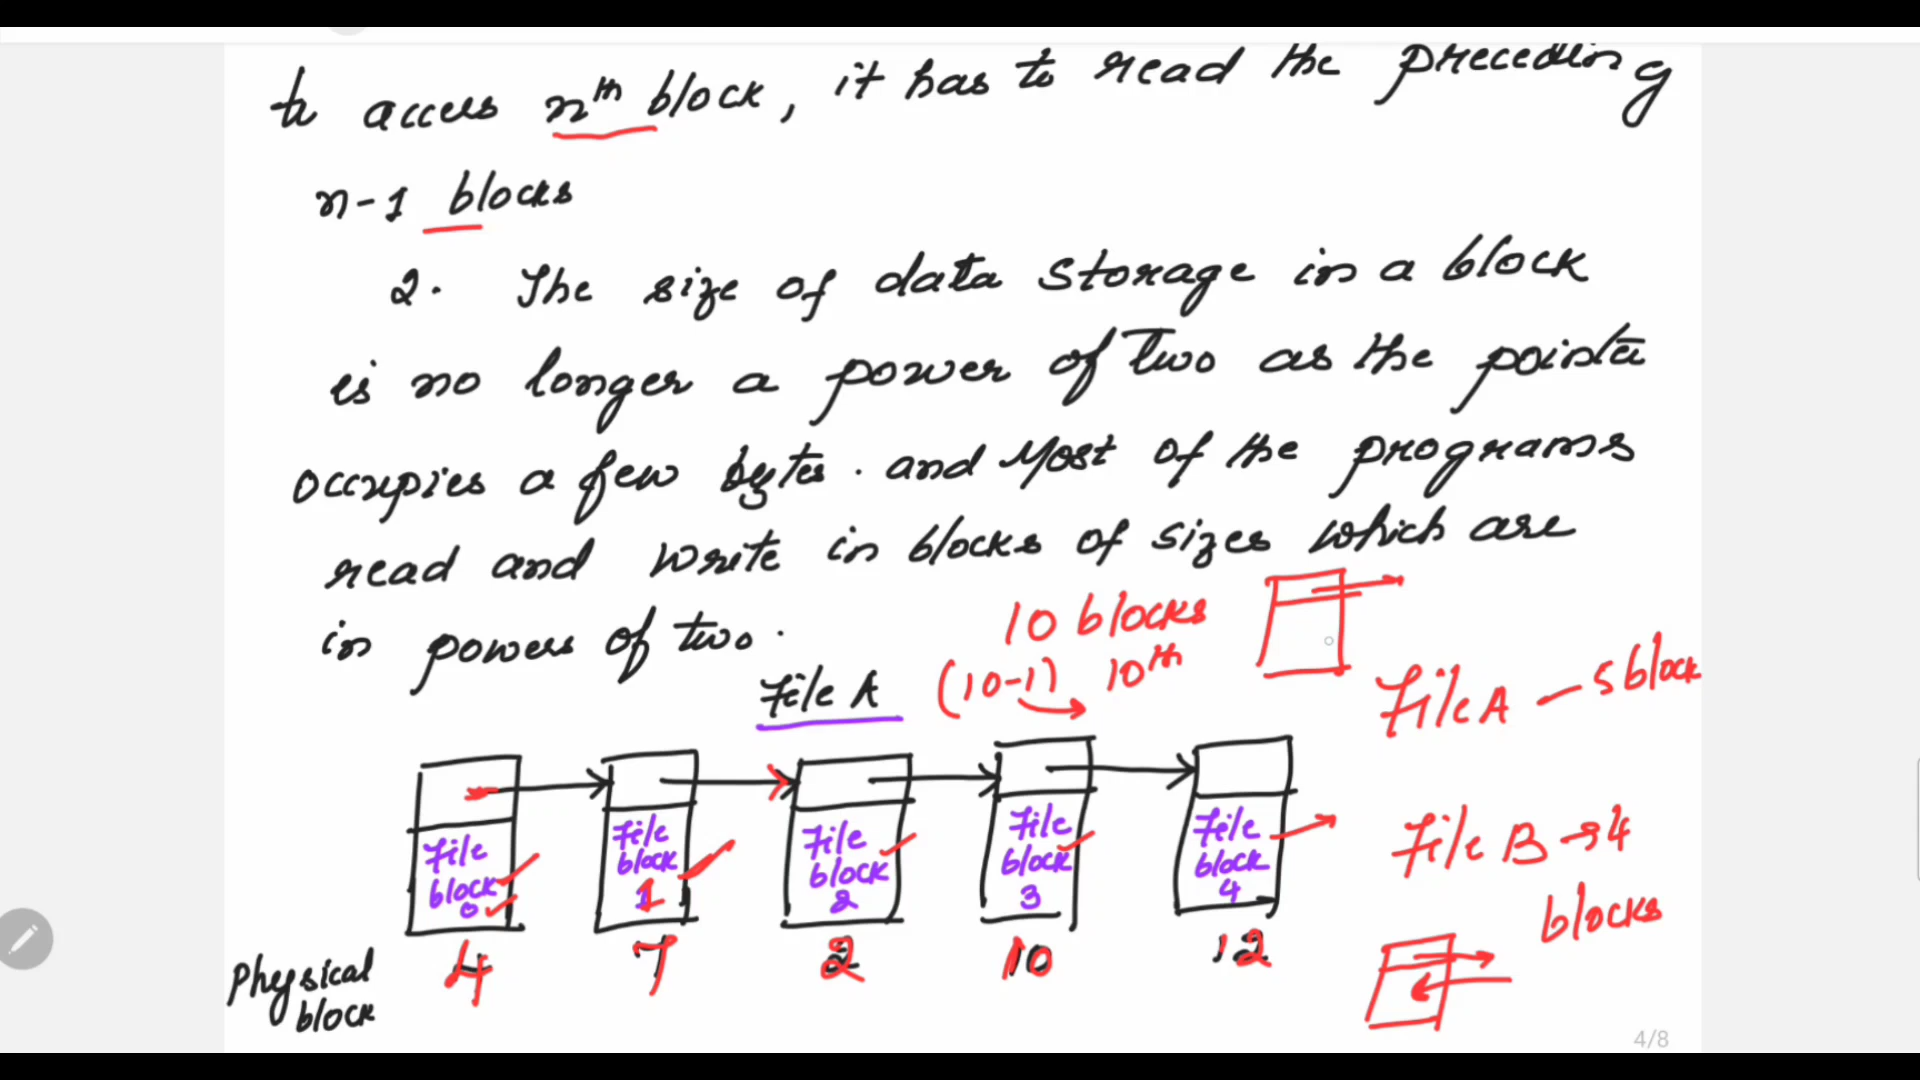 to access nth block, it has to read the preceding
n-1 blocks
2. The size of data storage in a block
is no longer a power of two as the pointer
occupies a few bytes. and Most of the programs
read and write in blocks of sizes which are
in powers of two.
10 blocks
File A
(10-1) 10th
File A - 5 block
File block 0
File block 1
File block 2
File block 3
File block 4
File B → 4
blocks
Physical block
4 7 2 10 12
4/8